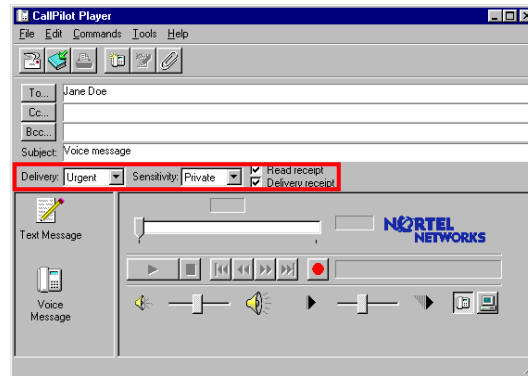 CallPilot Player
File Edit Commands Tools Help
To... Jane Doe
Cc...
Bcc...
Subject: Voice message
Delivery: Urgent Sensitivity: Private Read receipt
Delivery receipt
Text Message
NORTEL
NETWORKS
Voice
Message